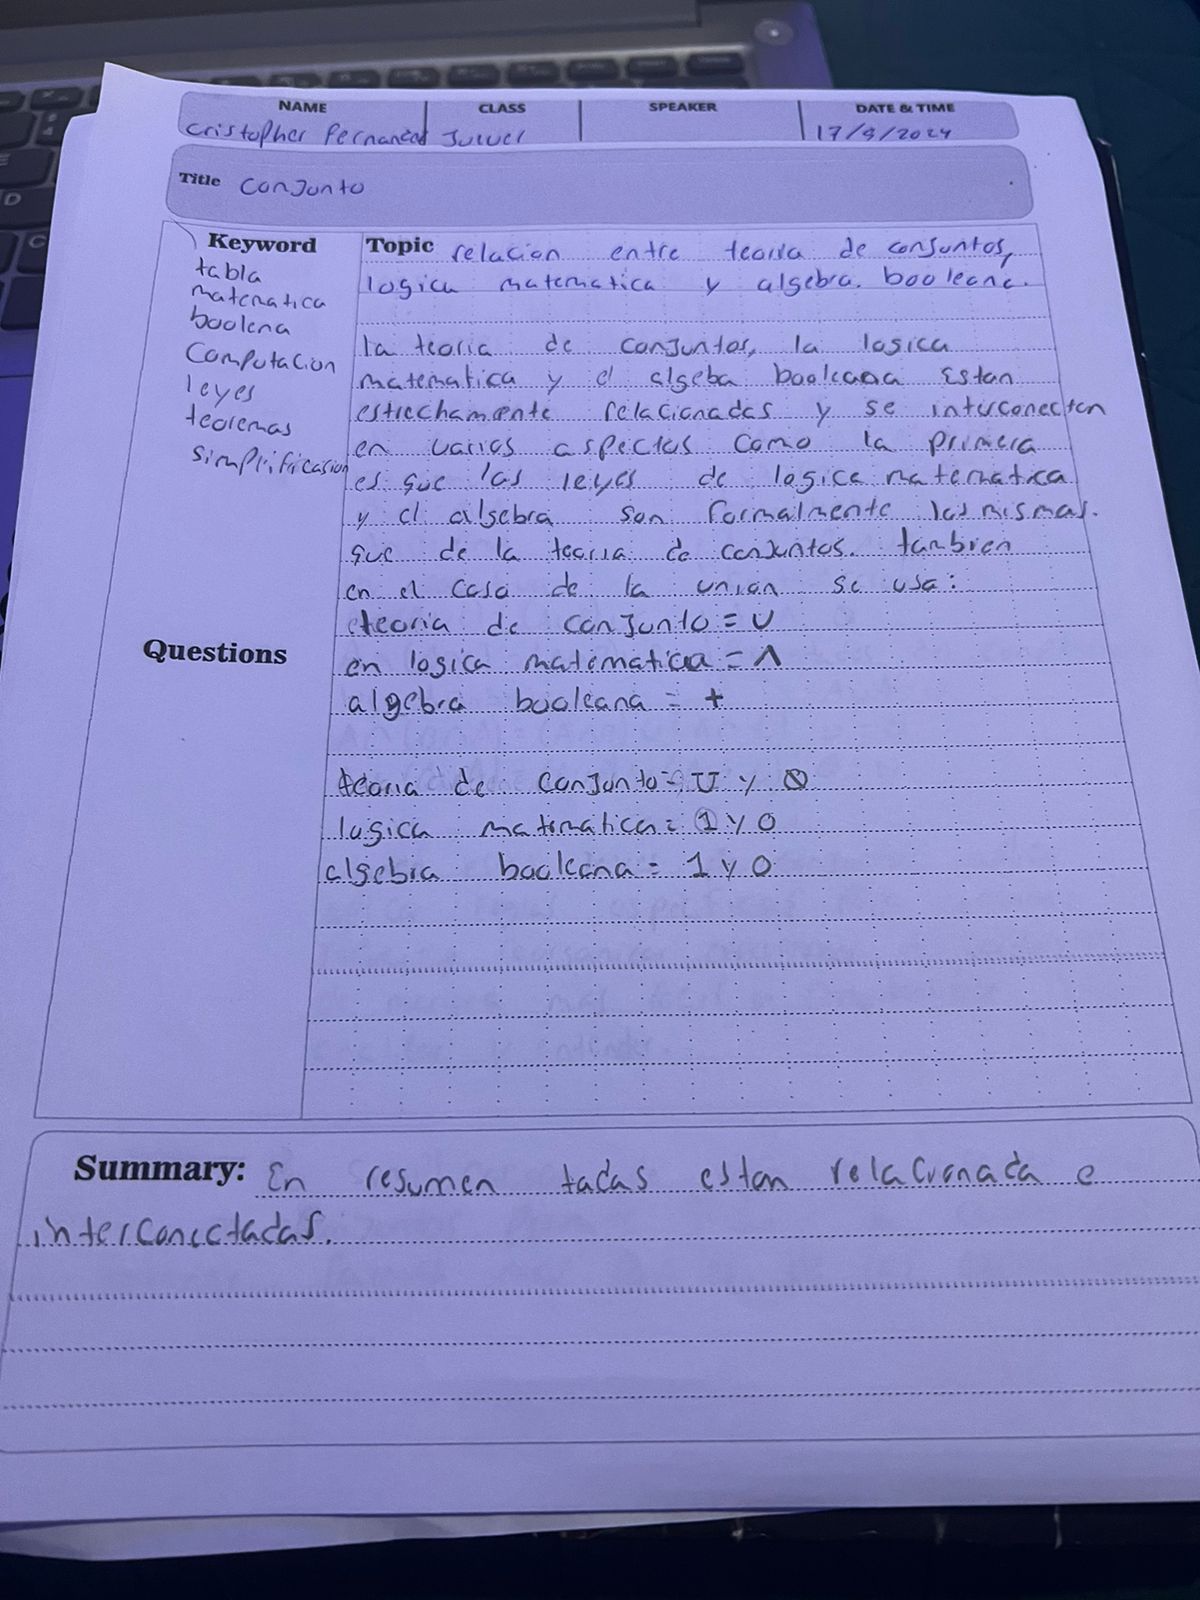 NAME CLASS SPEAKER DATE & TIME
Cristopher Fernandez Jueves 17/9/2024
Title Conjunto
Keyword
tabla
matematica
boolena
Computacion
leyes
teoremas
simplificasion
Questions
Topic relacion entre teoria de conjuntos,
logica matematica y algebra. booleana.
la teoria de conjuntos, la logica
matematica y el algeba booleana estan
estrechamente relacionadas y se interconecten
en varios aspectos como la primera
es que las leyes de logica matematica
y el algebra son formalmente las mismas.
que de la teoria de conjuntos. tanbien
en el caso de la union se usa:
teoria de conjunto = U
en logica matematica = ∧
algebra booleana = +
teoria de conjunto = U y ∅
logica matematica = 1 y 0
algebra booleana = 1 y 0
Summary: En resumen todas estan relacionada e
interconectadas.